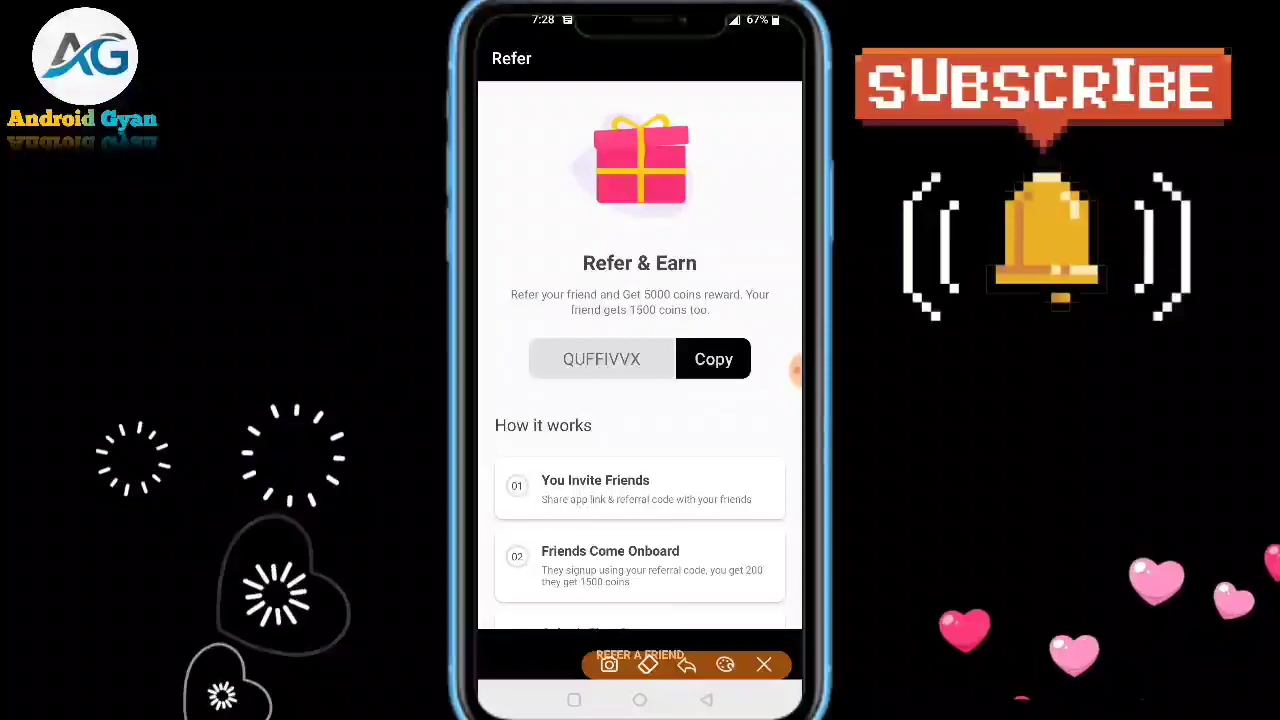 AG
Android Gyan
7:28
67%
Refer
SUBSCRIBE
Refer & Earn
Refer your friend and Get 5000 coins reward. Your
friend gets 1500 coins too.
QUFFIVVX
Copy
How it works
01
You Invite Friends
Share app link & referral code with your friends
02
Friends Come Onboard
They signup using your referral code, you get 200
they get 1500 coins
REFER A FRIEND